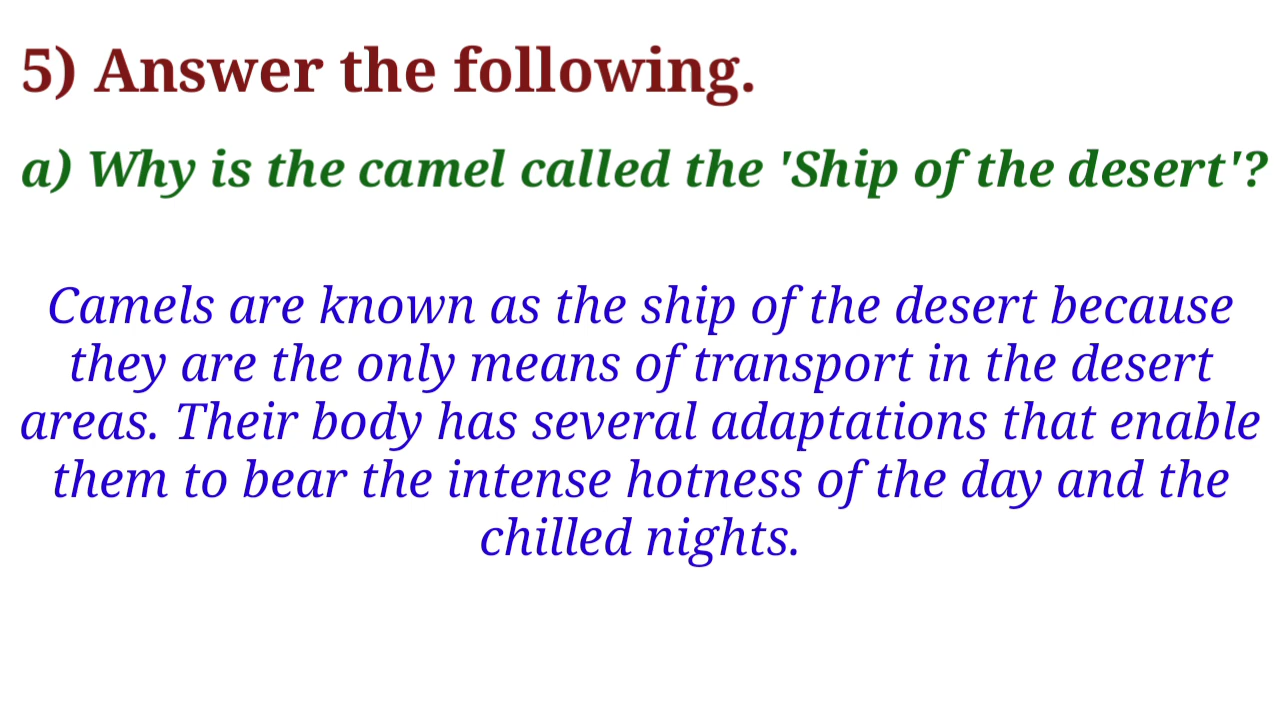 5) Answer the following.
a) Why is the camel called the 'Ship of the desert'?
Camels are known as the ship of the desert because
they are the only means of transport in the desert
areas. Their body has several adaptations that enable
them to bear the intense hotness of the day and the
chilled nights.